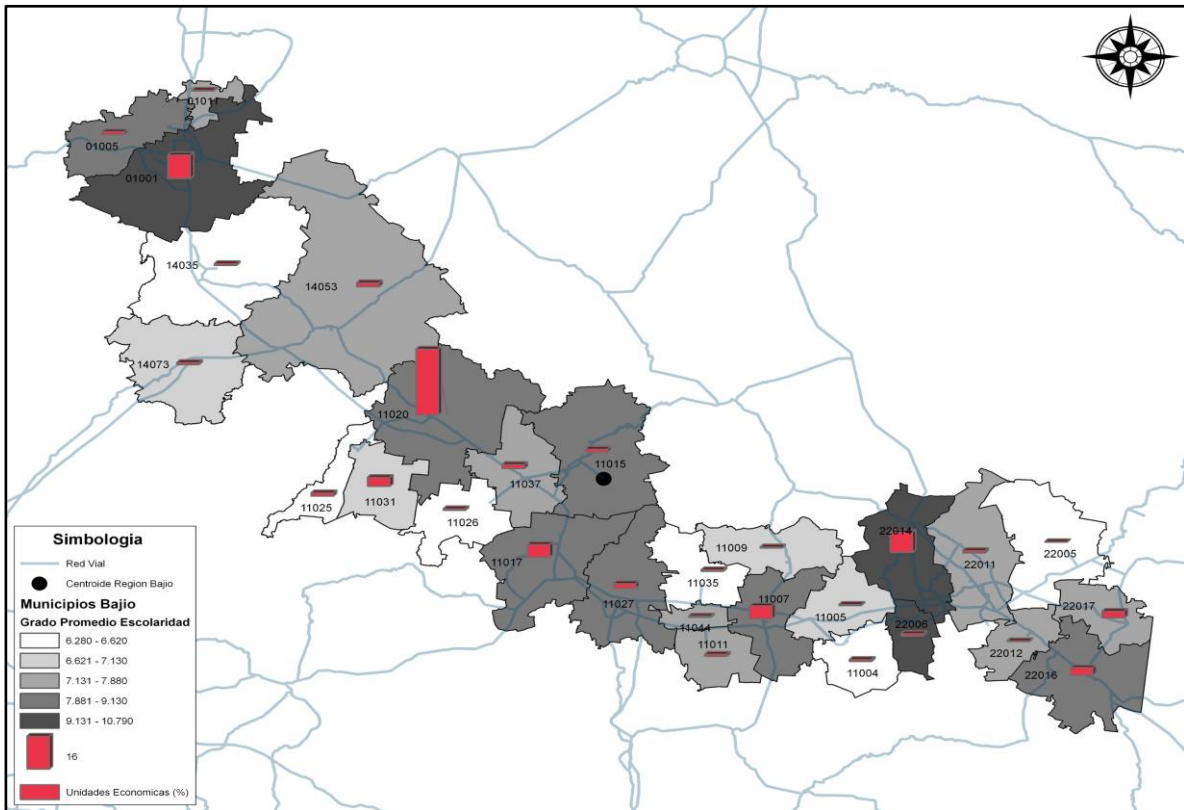 01011
01005
01001
14035
14053
14073
11020
11015
11037
11025
11031
11026
11009
22014
22005
22011
11017
11035
11007
11027
22017
11005
11044
22006
11011
22012
11004
22016
Simbologia
Red Vial
Centroide Region Bajio
Municipios Bajio
Grado Promedio Escolaridad
6.280 - 6.620
6.621 - 7.130
7.131 - 7.880
7.881 - 9.130
9.131 - 10.790
16
Unidades Economicas (%)